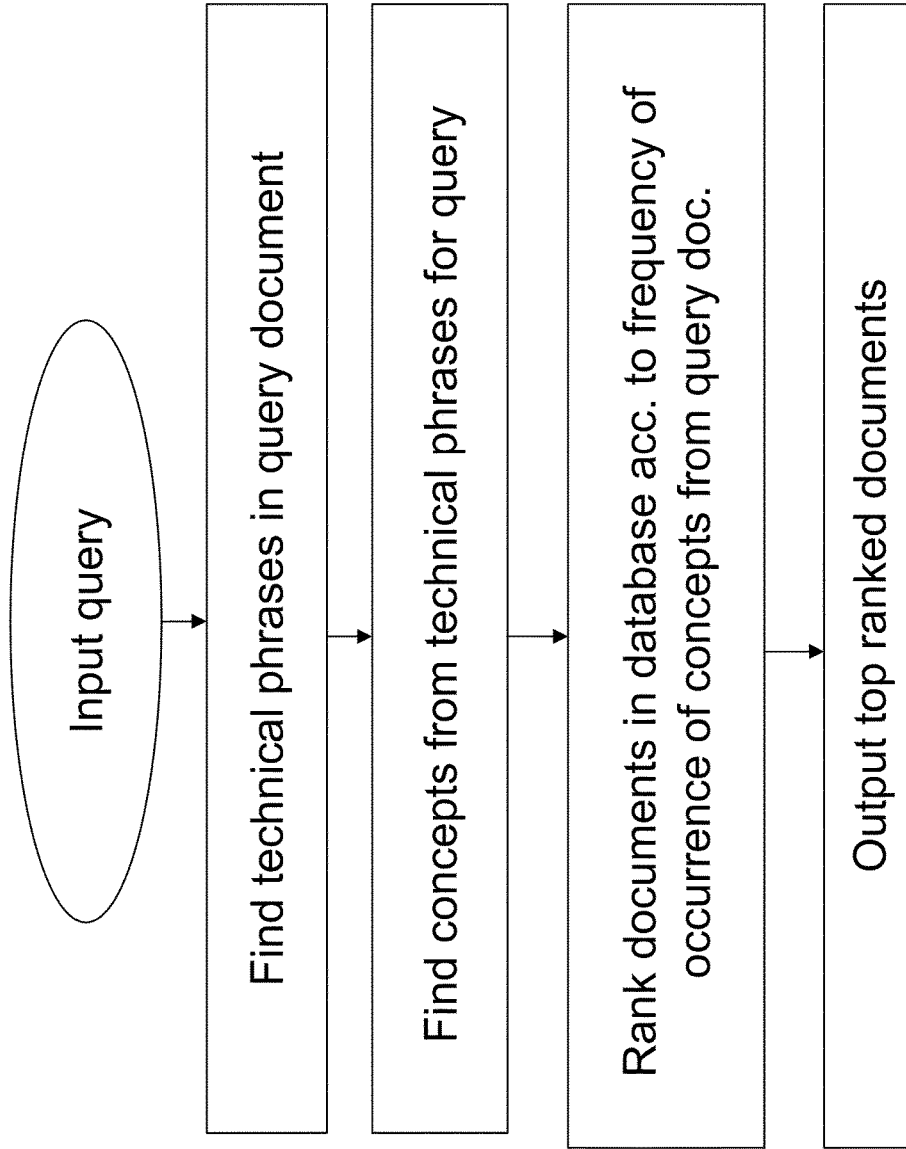 Input query
Find technical phrases in query document
Find concepts from technical phrases for query
Rank documents in database acc. to frequency of
occurrence of concepts from query doc.
Output top ranked documents